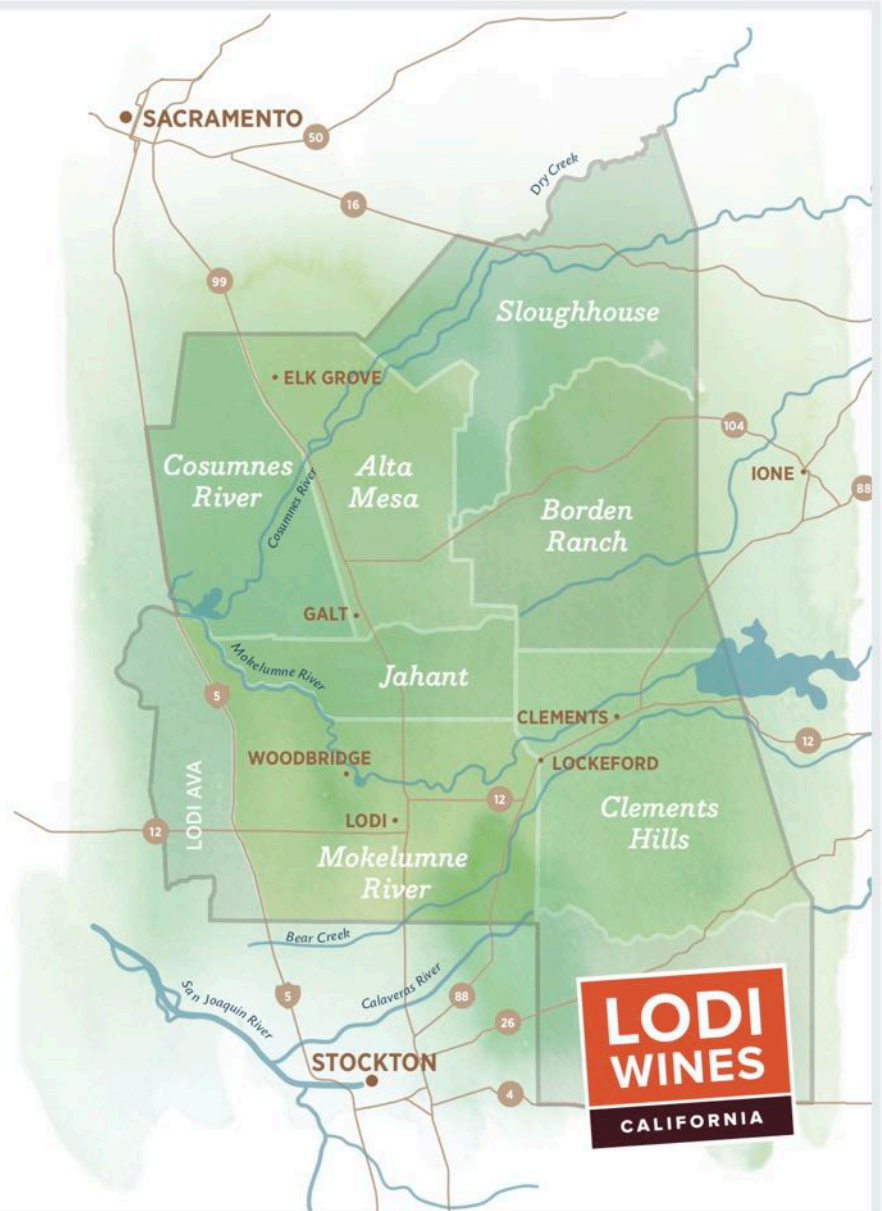 SACRAMENTO
50
Dry Creek
16
99
Sloughhouse
ELK GROVE
104
Cosumnes
River
Alta
Mesa
IONE
88
Cosumnes River
Borden
Ranch
GALT
Mokelumne River
Jahant
5
CLEMENTS
12
WOODBRIDGE
LOCKEFORD
LODI AVA
12
Clements
Hills
12
LODI
Mokelumne
River
Bear Creek
San Joaquin River
5
Calaveras River
88
26
STOCKTON
4
LODI
WINES
CALIFORNIA